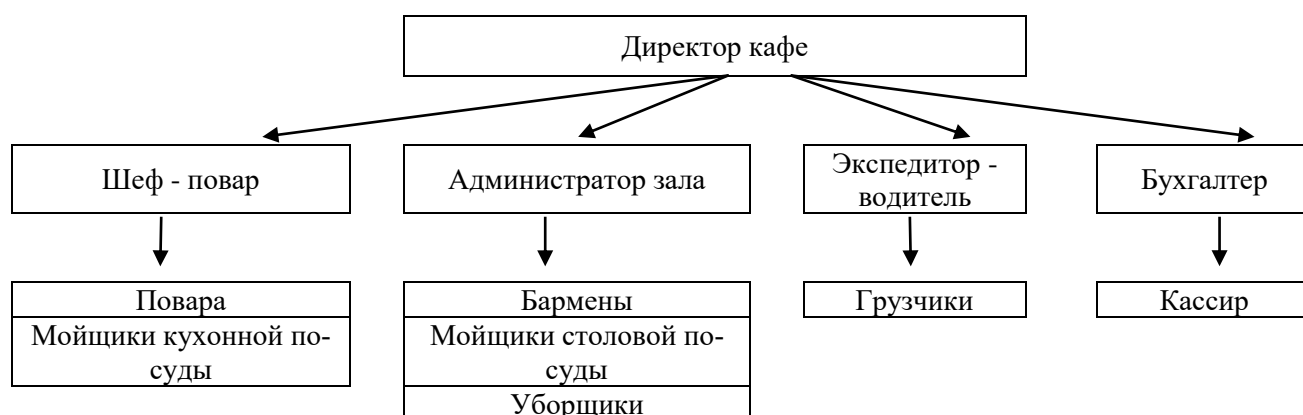 Директор кафе
Шеф - повар
Администратор зала
Экспедитор -
водитель
Бухгалтер
Повара
Мойщики кухонной по-
суды
Бармены
Мойщики столовой по-
суды
Уборщики
Грузчики
Кассир